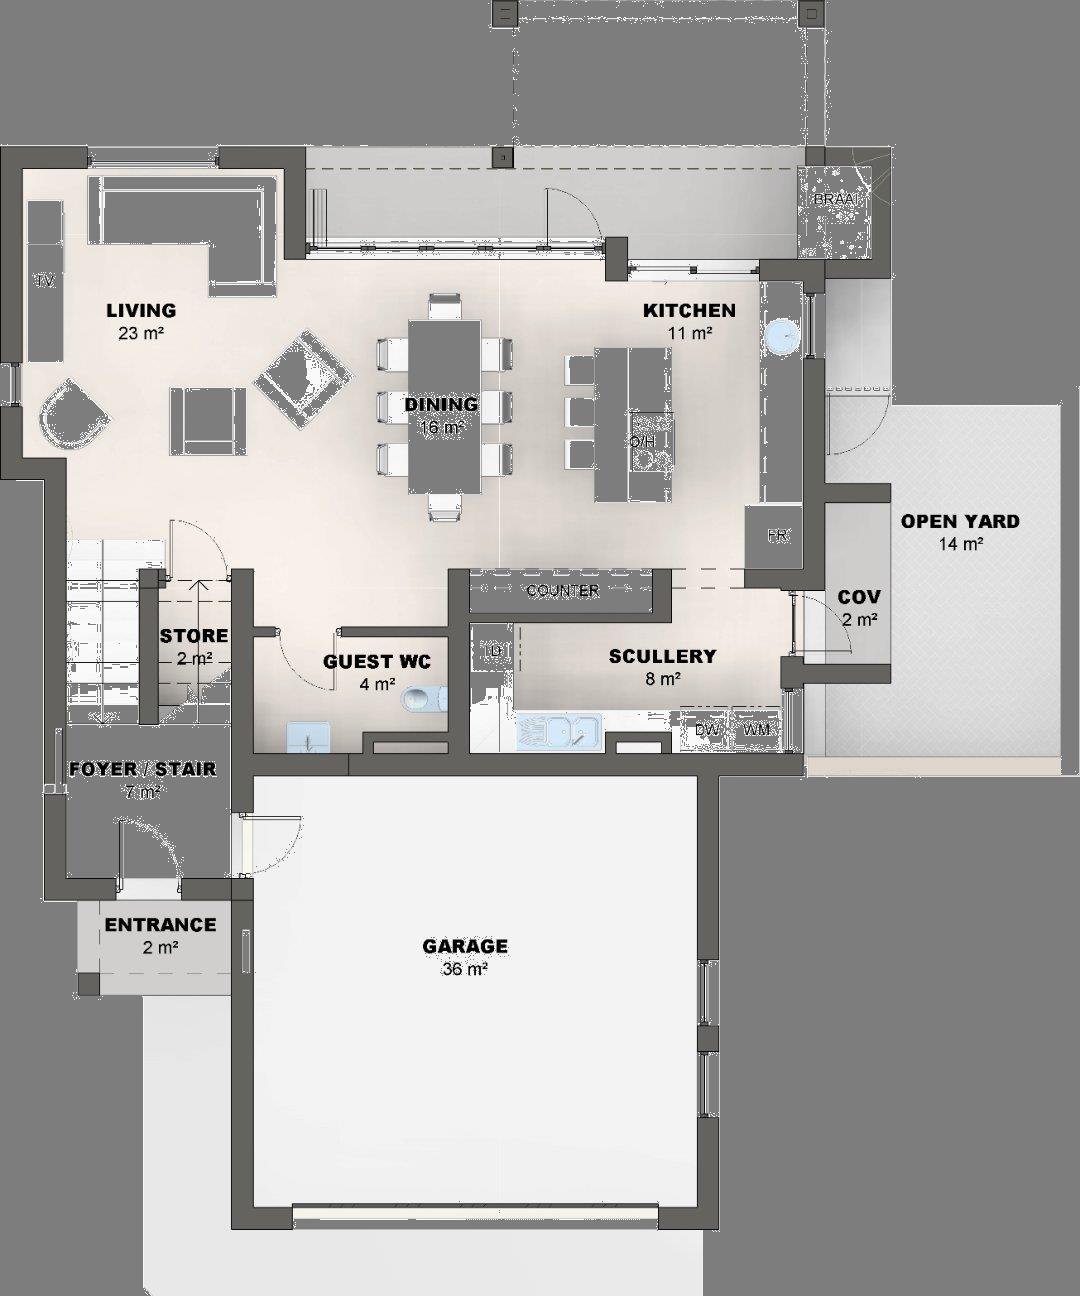 BRAAI
TV
LIVING
23 m²
KITCHEN
11 m²
DINING
16 m²
O/H
OPEN YARD
14 m²
FR
COUNTER
COV
2 m²
STORE
2 m²
GUEST WC
4 m²
SCULLERY
8 m²
DW
WM
FOYER / STAIR
7 m²
ENTRANCE
2 m²
GARAGE
36 m²